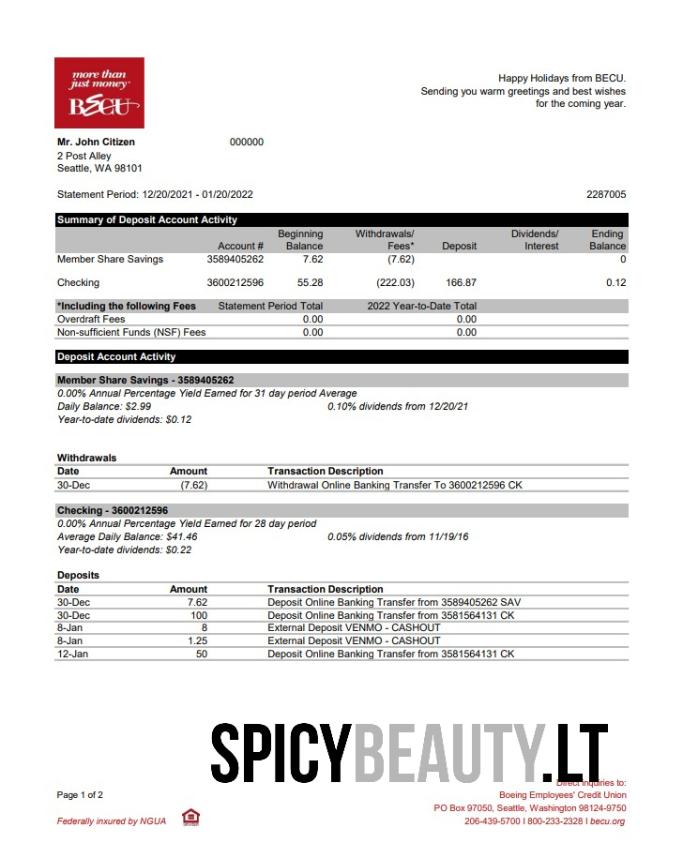 more than
just money
BECU
Happy Holidays from BECU.
Sending you warm greetings and best wishes
for the coming year.
Mr. John Citizen 000000
2 Post Alley
Seattle, WA 98101
Statement Period: 12/20/2021 - 01/20/2022 2287005
Summary of Deposit Account Activity
Beginning Withdrawals/ Dividends/ Ending
Account # Balance Fees* Deposit Interest Balance
Member Share Savings 3589405262 7.62 (7.62) 0
Checking 3600212596 55.28 (222.03) 166.87 0.12
*Including the following Fees Statement Period Total 2022 Year-to-Date Total
Overdraft Fees 0.00 0.00
Non-sufficient Funds (NSF) Fees 0.00 0.00
Deposit Account Activity
Member Share Savings - 3589405262
0.00% Annual Percentage Yield Earned for 31 day period Average
Daily Balance: $2.99 0.10% dividends from 12/20/21
Year-to-date dividends: $0.12
Withdrawals
Date Amount Transaction Description
30-Dec (7.62) Withdrawal Online Banking Transfer To 3600212596 CK
Checking - 3600212596
0.00% Annual Percentage Yield Earned for 28 day period
Average Daily Balance: $41.46 0.05% dividends from 11/19/16
Year-to-date dividends: $0.22
Deposits
Date Amount Transaction Description
30-Dec 7.62 Deposit Online Banking Transfer from 3589405262 SAV
30-Dec 100 Deposit Online Banking Transfer from 3581564131 CK
8-Jan 8 External Deposit VENMO - CASHOUT
8-Jan 1.25 External Deposit VENMO - CASHOUT
12-Jan 50 Deposit Online Banking Transfer from 3581564131 CK
SPICYBEAUTY.LT
Direct Inquiries to:
Page 1 of 2 Boeing Employees' Credit Union
PO Box 97050, Seattle, Washington 98124-9750
Federally insured by NGUA 206-439-5700 I 800-233-2328 I becu.org